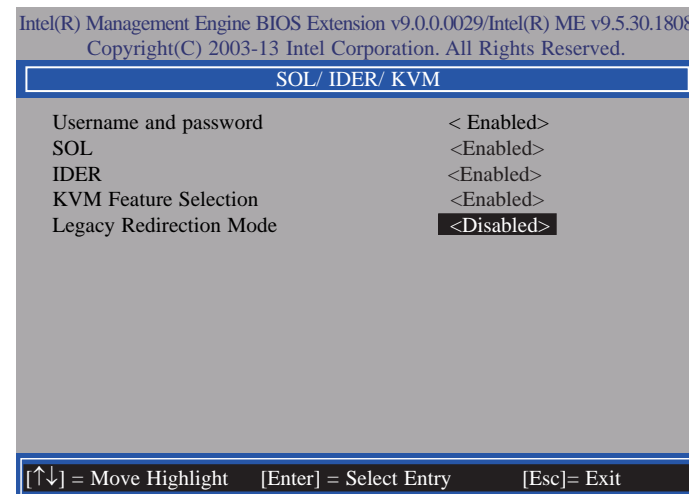 Intel(R) Management Engine BIOS Extension v9.0.0.0029/Intel(R) ME v9.5.30.1808
Copyright(C) 2003-13 Intel Corporation. All Rights Reserved.
SOL/ IDER/ KVM
Username and password < Enabled>
SOL <Enabled>
IDER <Enabled>
KVM Feature Selection <Enabled>
Legacy Redirection Mode <Disabled>
[↑↓] = Move Highlight [Enter] = Select Entry [Esc]= Exit